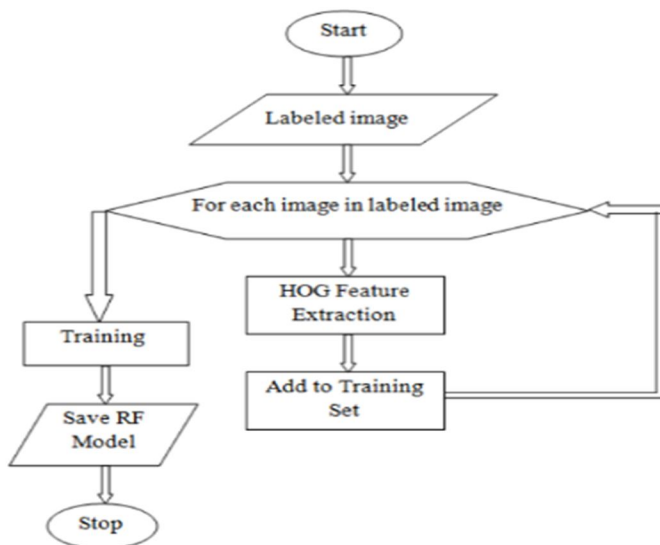 Start
Labeled image
For each image in labeled image
HOG Feature
Extraction
Add to Training
Set
Training
Save RF
Model
Stop